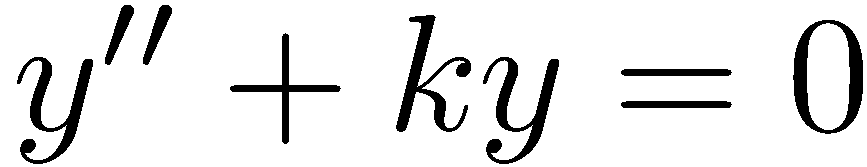 y′′ + ky = 0